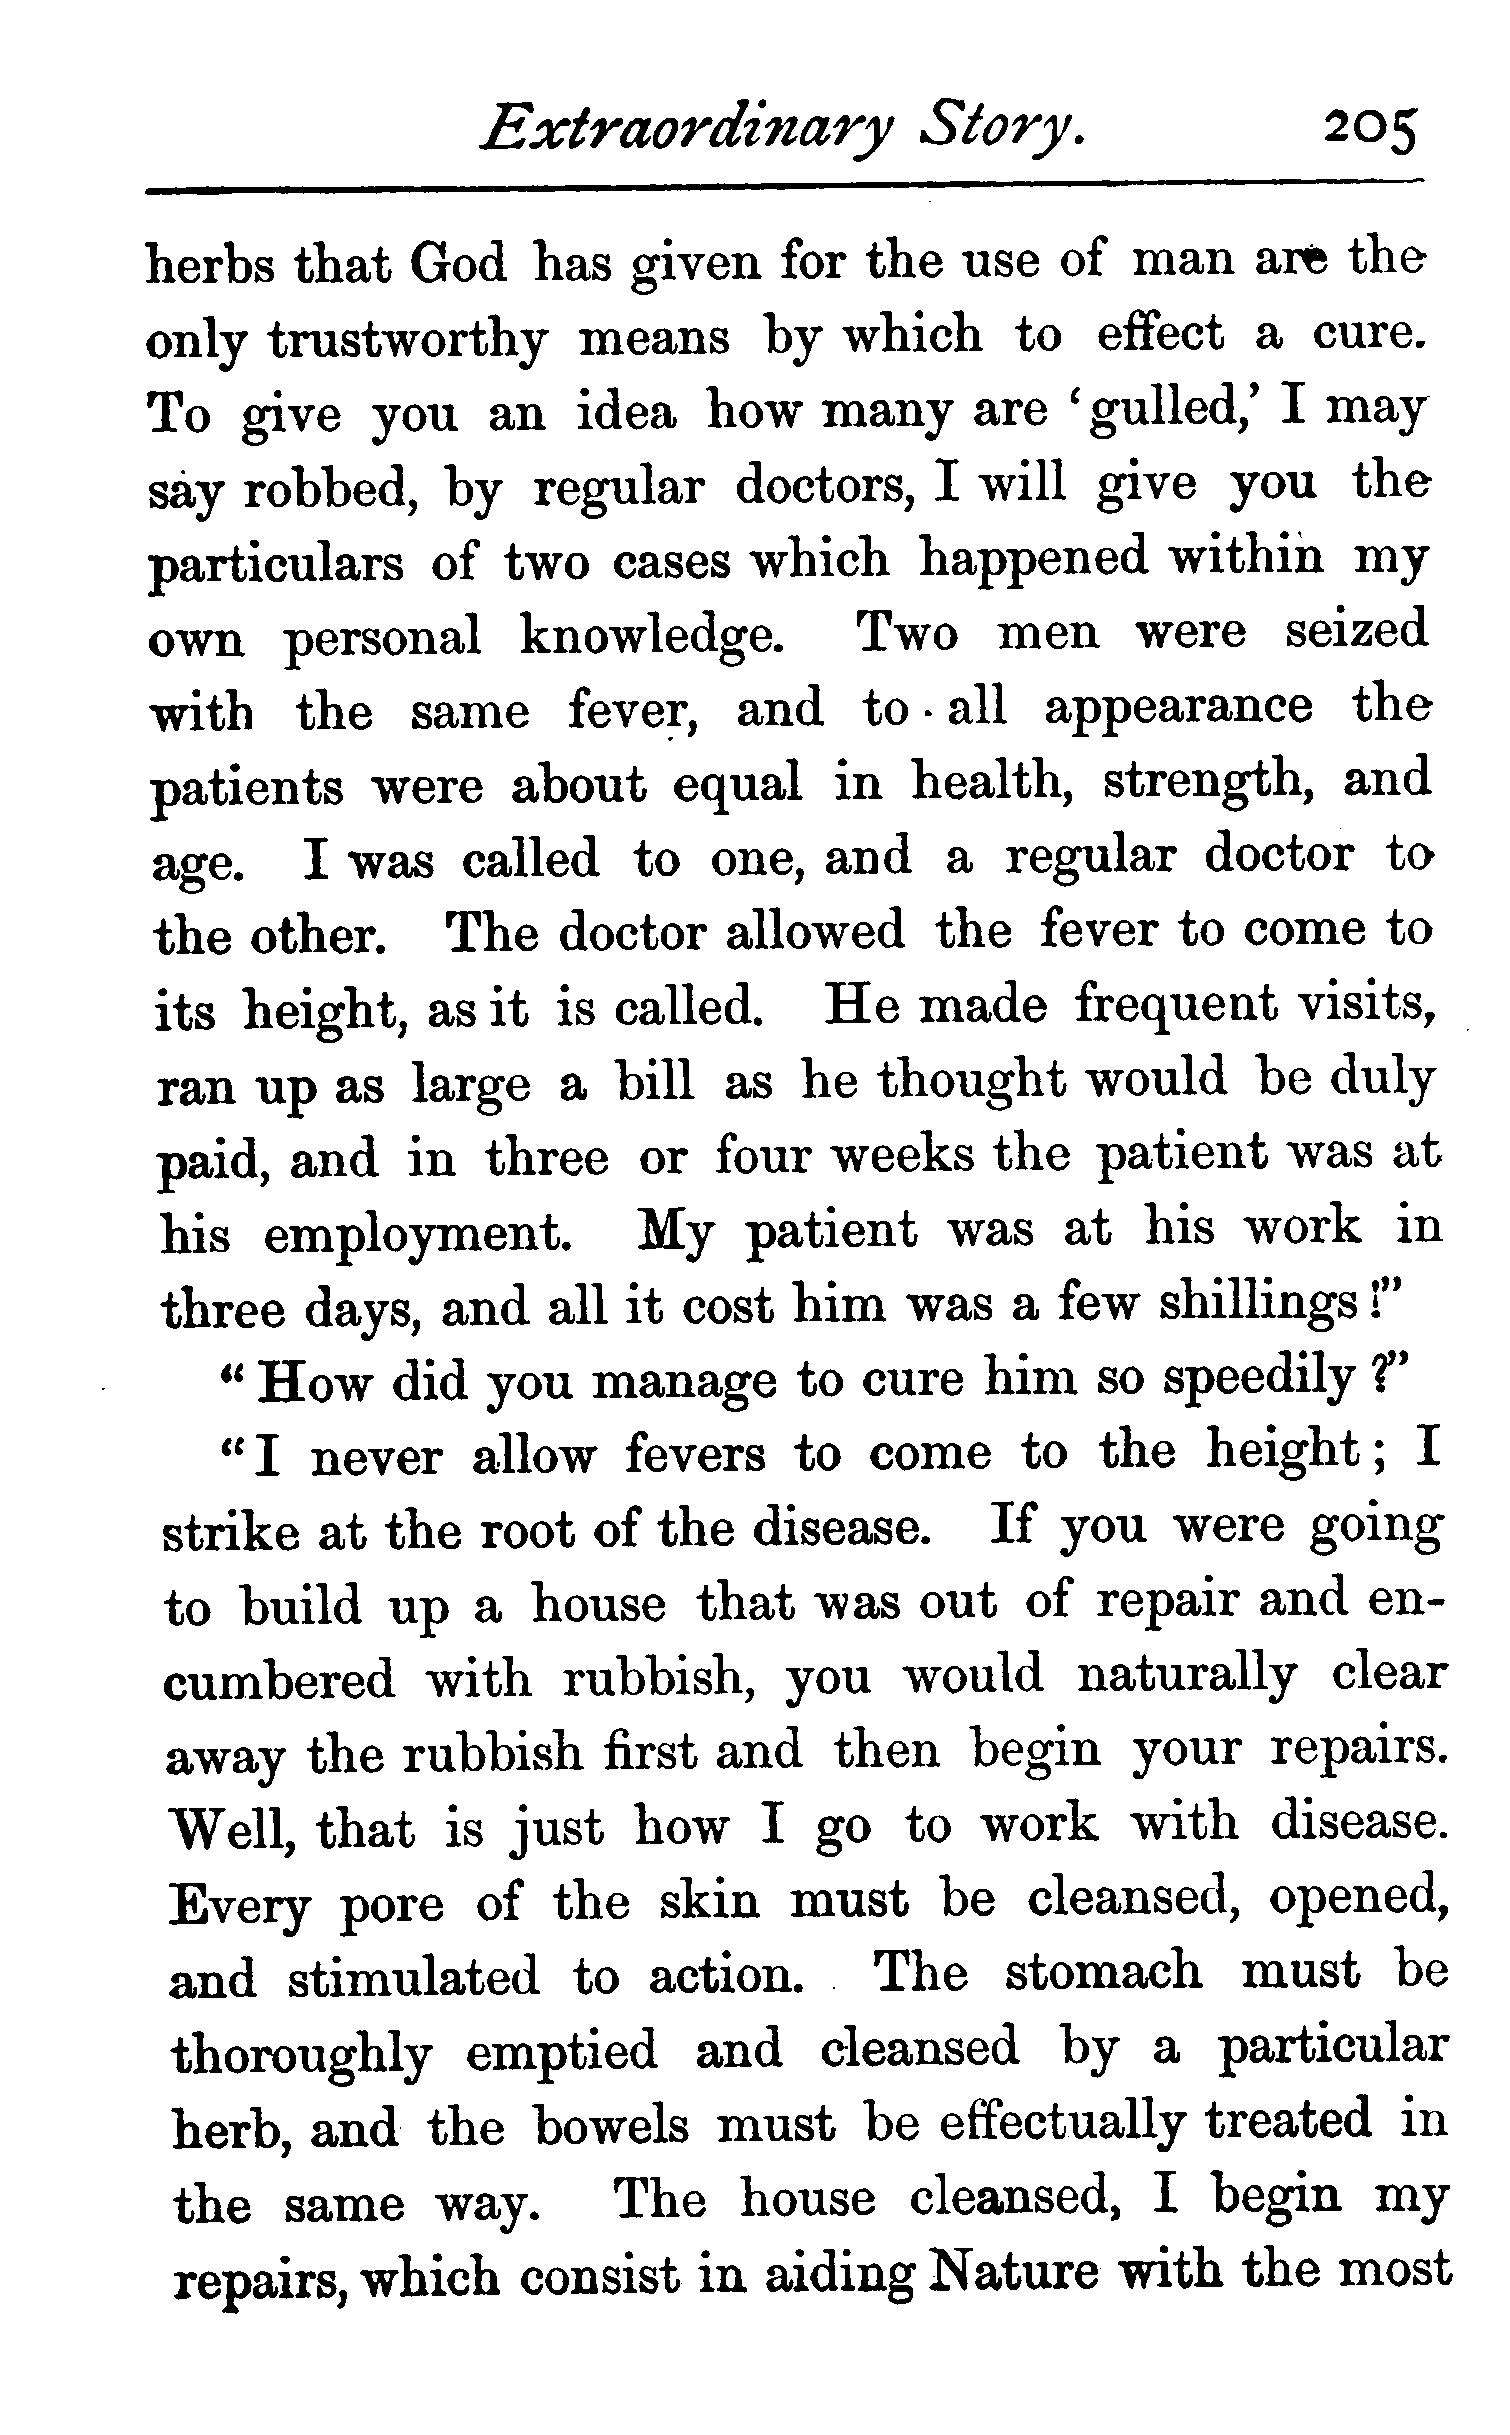 Extraordinary Story. 205
herbs that God has given for the use of man are the
only trustworthy means by which to effect a cure.
To give you an idea how many are ‘gulled,’ I may
say robbed, by regular doctors, I will give you the
particulars of two cases which happened within my
own personal knowledge. Two men were seized
with the same fever, and to all appearance the
patients were about equal in health, strength, and
age. I was called to one, and a regular doctor to
the other. The doctor allowed the fever to come to
its height, as it is called. He made frequent visits,
ran up as large a bill as he thought would be duly
paid, and in three or four weeks the patient was at
his employment. My patient was at his work in
three days, and all it cost him was a few shillings!”
“How did you manage to cure him so speedily?”
“I never allow fevers to come to the height; I
strike at the root of the disease. If you were going
to build up a house that was out of repair and en-
cumbered with rubbish, you would naturally clear
away the rubbish first and then begin your repairs.
Well, that is just how I go to work with disease.
Every pore of the skin must be cleansed, opened,
and stimulated to action. The stomach must be
thoroughly emptied and cleansed by a particular
herb, and the bowels must be effectually treated in
the same way. The house cleansed, I begin my
repairs, which consist in aiding Nature with the most